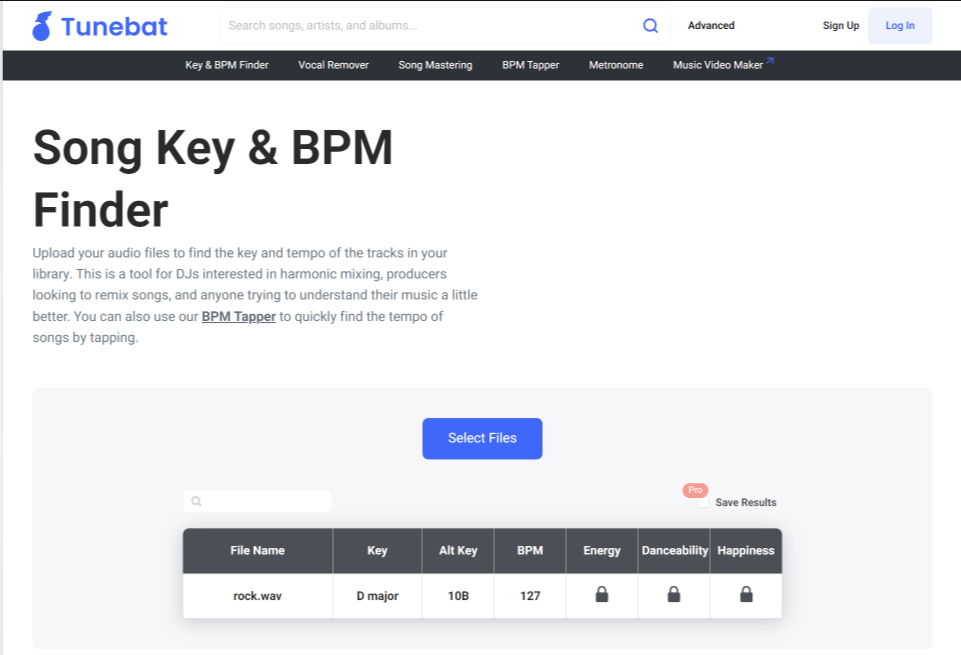 Tunebat
Search songs, artists, and albums...
Advanced
Sign Up
Log In
Key & BPM Finder
Vocal Remover
Song Mastering
BPM Tapper
Metronome
Music Video Maker
Song Key & BPM
Finder
Upload your audio files to find the key and tempo of the tracks in your
library. This is a tool for DJs interested in harmonic mixing, producers
looking to remix songs, and anyone trying to understand their music a little
better. You can also use our BPM Tapper to quickly find the tempo of
songs by tapping.
Select Files
Pro
Save Results
File Name Key Alt Key BPM Energy Danceability Happiness
rock.wav D major 10B 127